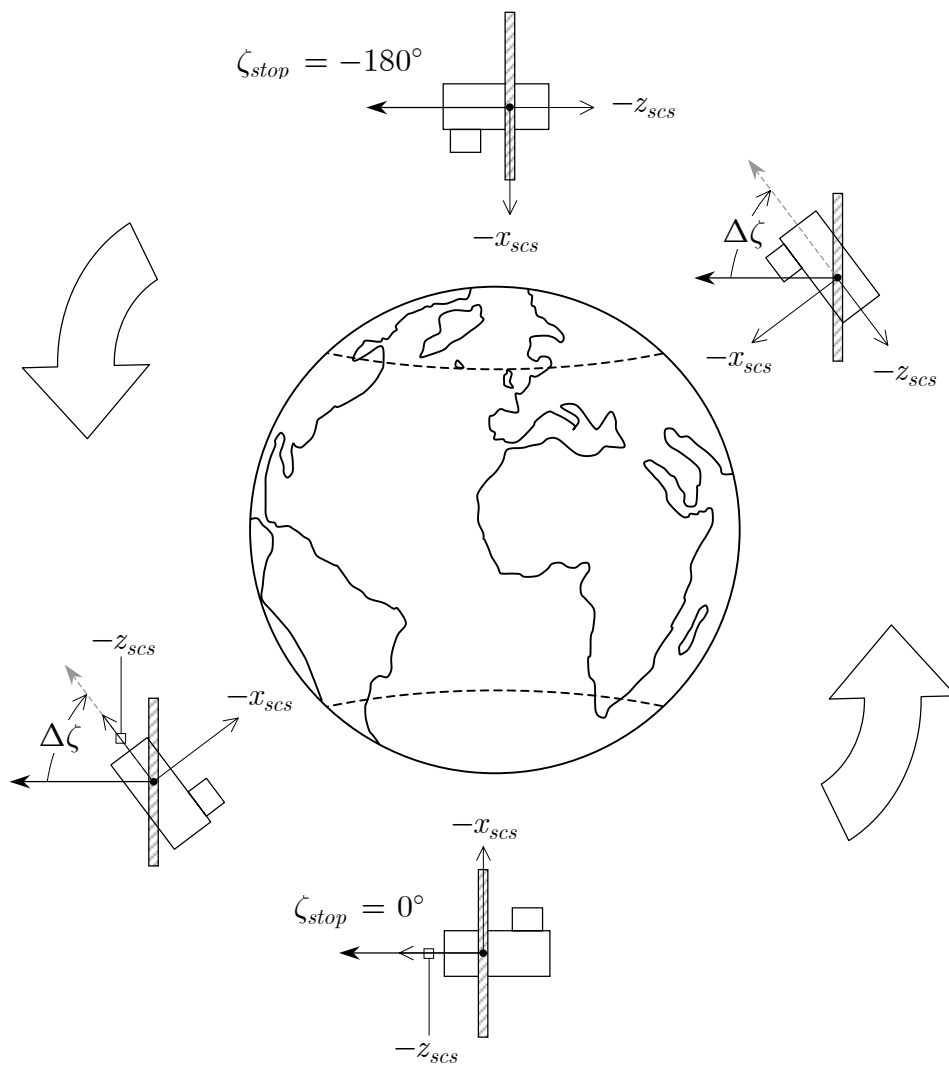 ζ_stop = −180°
−z_scs
−x_scs
Δζ
−x_scs
−z_scs
−z_scs
−x_scs
Δζ
−x_scs
ζ_stop = 0°
−z_scs